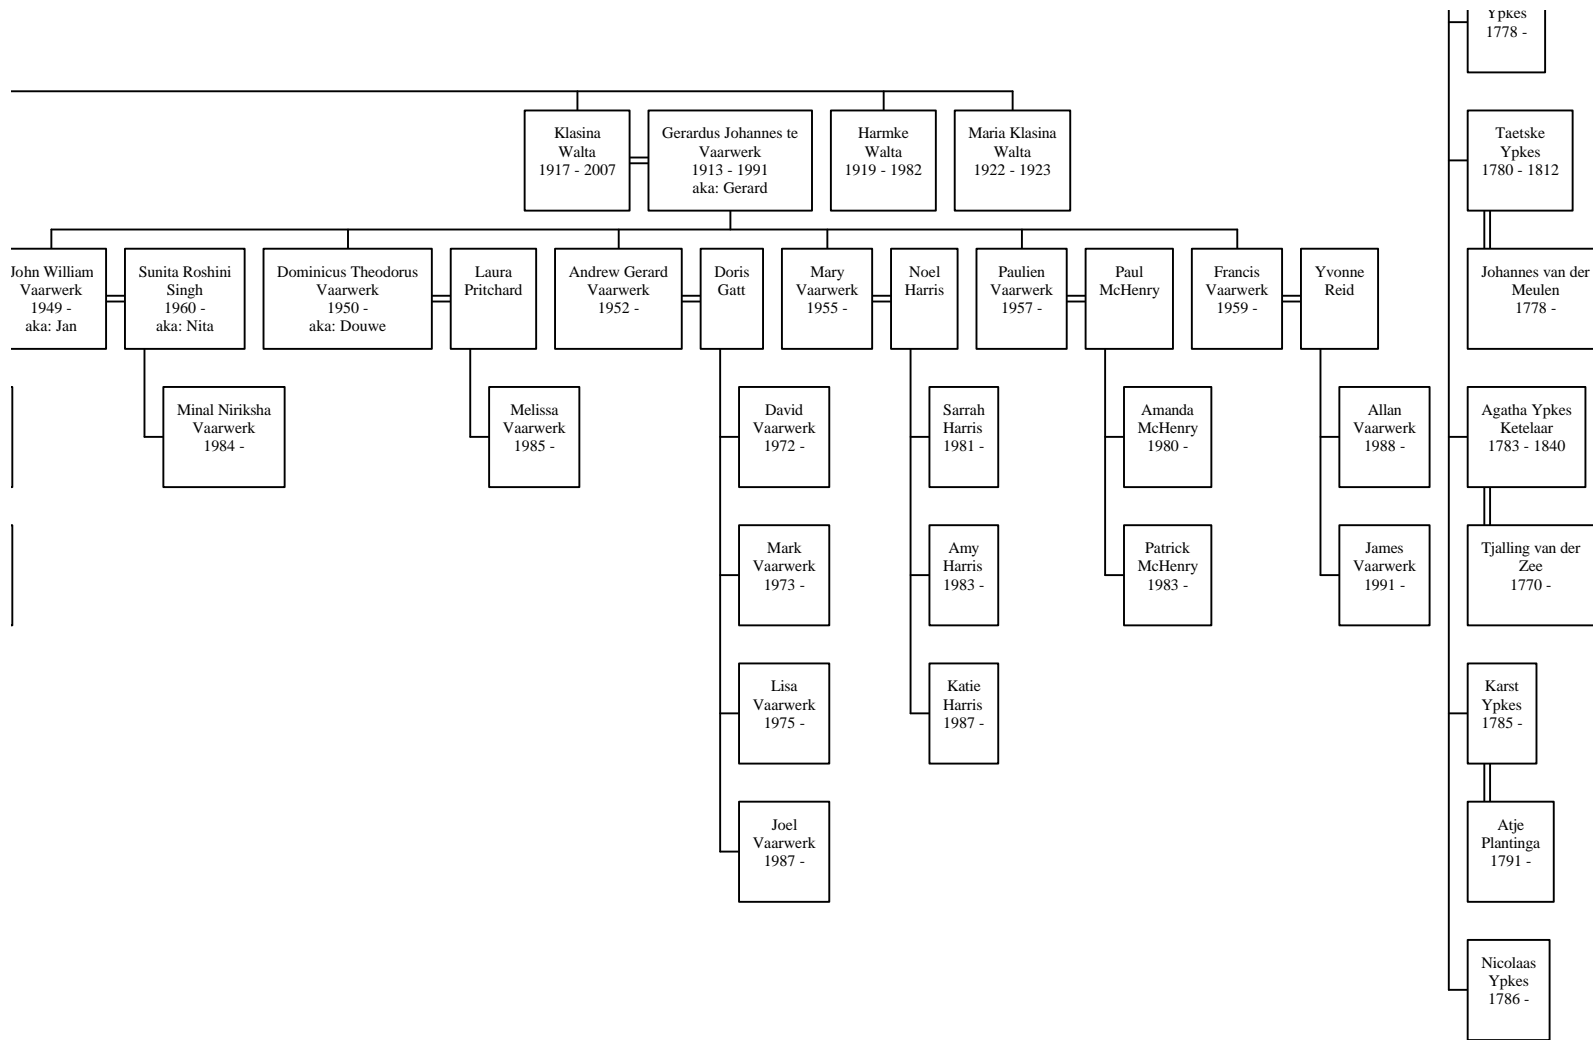 Ypkes
1778 -
Klasina
Walta
1917 - 2007
Gerardus Johannes te
Vaarwerk
1913 - 1991
aka: Gerard
Harmke
Walta
1919 - 1982
Maria Klasina
Walta
1922 - 1923
Taetske
Ypkes
1780 - 1812
John William
Vaarwerk
1949 -
aka: Jan
Sunita Roshini
Singh
1960 -
aka: Nita
Dominicus Theodorus
Vaarwerk
1950 -
aka: Douwe
Laura
Pritchard
Andrew Gerard
Vaarwerk
1952 -
Doris
Gatt
Mary
Vaarwerk
1955 -
Noel
Harris
Paulien
Vaarwerk
1957 -
Paul
McHenry
Francis
Vaarwerk
1959 -
Yvonne
Reid
Johannes van der
Meulen
1778 -
Minal Niriksha
Vaarwerk
1984 -
Melissa
Vaarwerk
1985 -
David
Vaarwerk
1972 -
Sarrah
Harris
1981 -
Amanda
McHenry
1980 -
Allan
Vaarwerk
1988 -
Agatha Ypkes
Ketelaar
1783 - 1840
Mark
Vaarwerk
1973 -
Amy
Harris
1983 -
Patrick
McHenry
1983 -
James
Vaarwerk
1991 -
Tjalling van der
Zee
1770 -
Lisa
Vaarwerk
1975 -
Katie
Harris
1987 -
Karst
Ypkes
1785 -
Joel
Vaarwerk
1987 -
Atje
Plantinga
1791 -
Nicolaas
Ypkes
1786 -